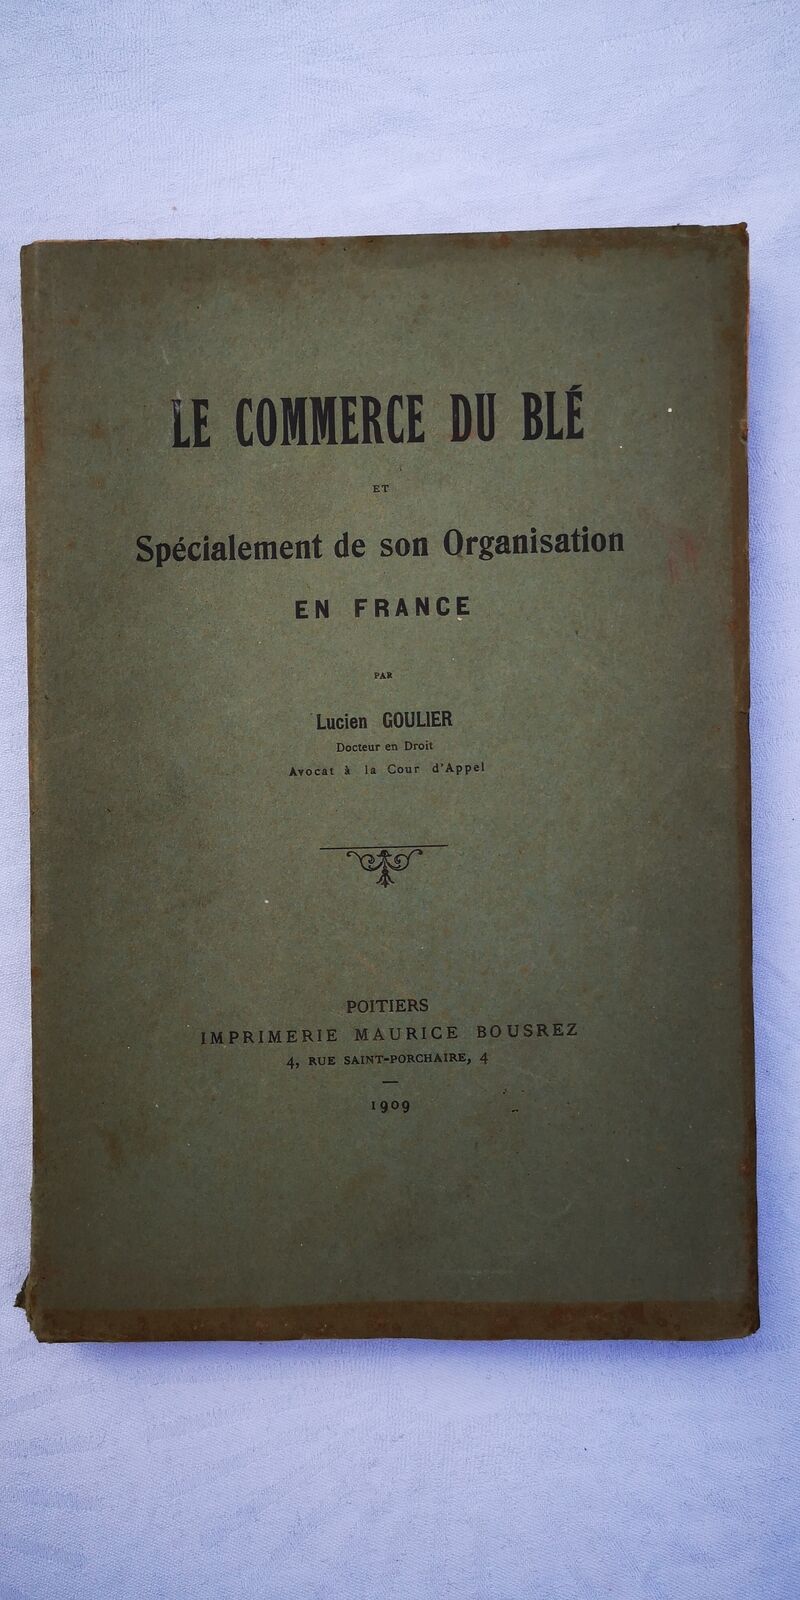 LE COMMERCE DU BLÉ
ET
Spécialement de son Organisation
EN FRANCE
PAR
Lucien GOULIER
Docteur en Droit
Avocat à la Cour d'Appel
POITIERS
IMPRIMERIE MAURICE BOUSREZ
4, RUE SAINT-PORCHAIRE, 4
1909